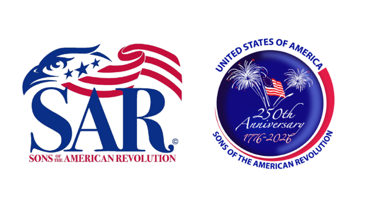 SAR
©
SONS OF THE AMERICAN REVOLUTION
UNITED STATES OF AMERICA
250th
Anniversary
1776-2026
SONS OF THE AMERICAN REVOLUTION